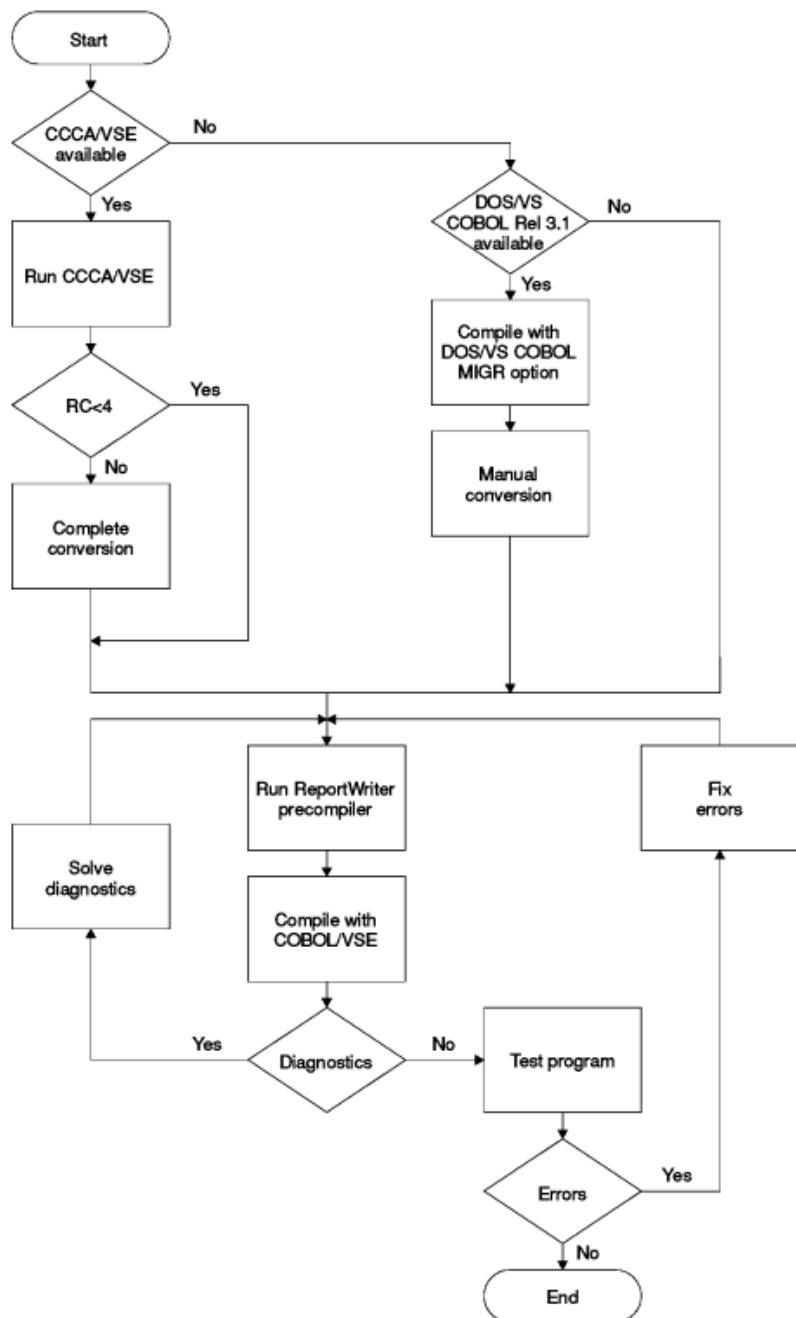 Start
CCCA/VSE
available
No
Yes
DOS/VS
COBOL Rel 3.1
available
No
Yes
Run CCCA/VSE
Compile with
DOS/VS COBOL
MIGR option
RC<4
Yes
No
Manual
conversion
Complete
conversion
Run ReportWriter
precompiler
Fix
errors
Solve
diagnostics
Compile with
COBOL/VSE
Yes
Diagnostics
No
Test program
Errors
Yes
No
End